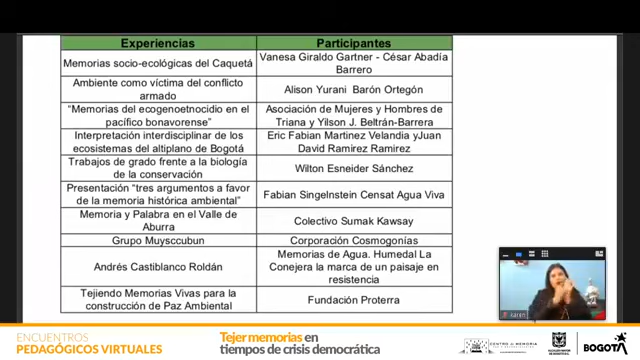 Experiencias Participantes
Memorias socio-ecológicas del Caquetá
Vanesa Giraldo Gartner - César Abadía
Barrero
Ambiente como víctima del conflicto
armado
Alison Yurani Barón Ortegón
“Memorias del ecogenoetnocidio en el
pacífico bonavorense”
Asociación de Mujeres y Hombres de
Triana y Yilson J. Beltrán-Barrera
Interpretación interdisciplinar de los
ecosistemas del altiplano de Bogotá
Eric Fabian Martinez Velandia yJuan
David Ramirez Ramirez
Trabajos de grado frente a la biología
de la conservación
Wilton Esneider Sánchez
Presentación “tres argumentos a favor
de la memoria histórica ambiental”
Fabian Singelnstein Censat Agua Viva
Memoria y Palabra en el Valle de
Aburra
Colectivo Sumak Kawsay
Grupo Muysccubun
Corporación Cosmogonías
Andrés Castiblanco Roldán
Memorias de Agua. Humedal La
Conejera la marca de un paisaje en
resistencia
Tejiendo Memorias Vivas para la
construcción de Paz Ambiental
Fundación Proterra
ENCUENTROS
PEDAGÓGICOS VIRTUALES
Tejer memorias en
tiempos de crisis democrática
CENTRO DE MEMORIA
BOGOTÁ